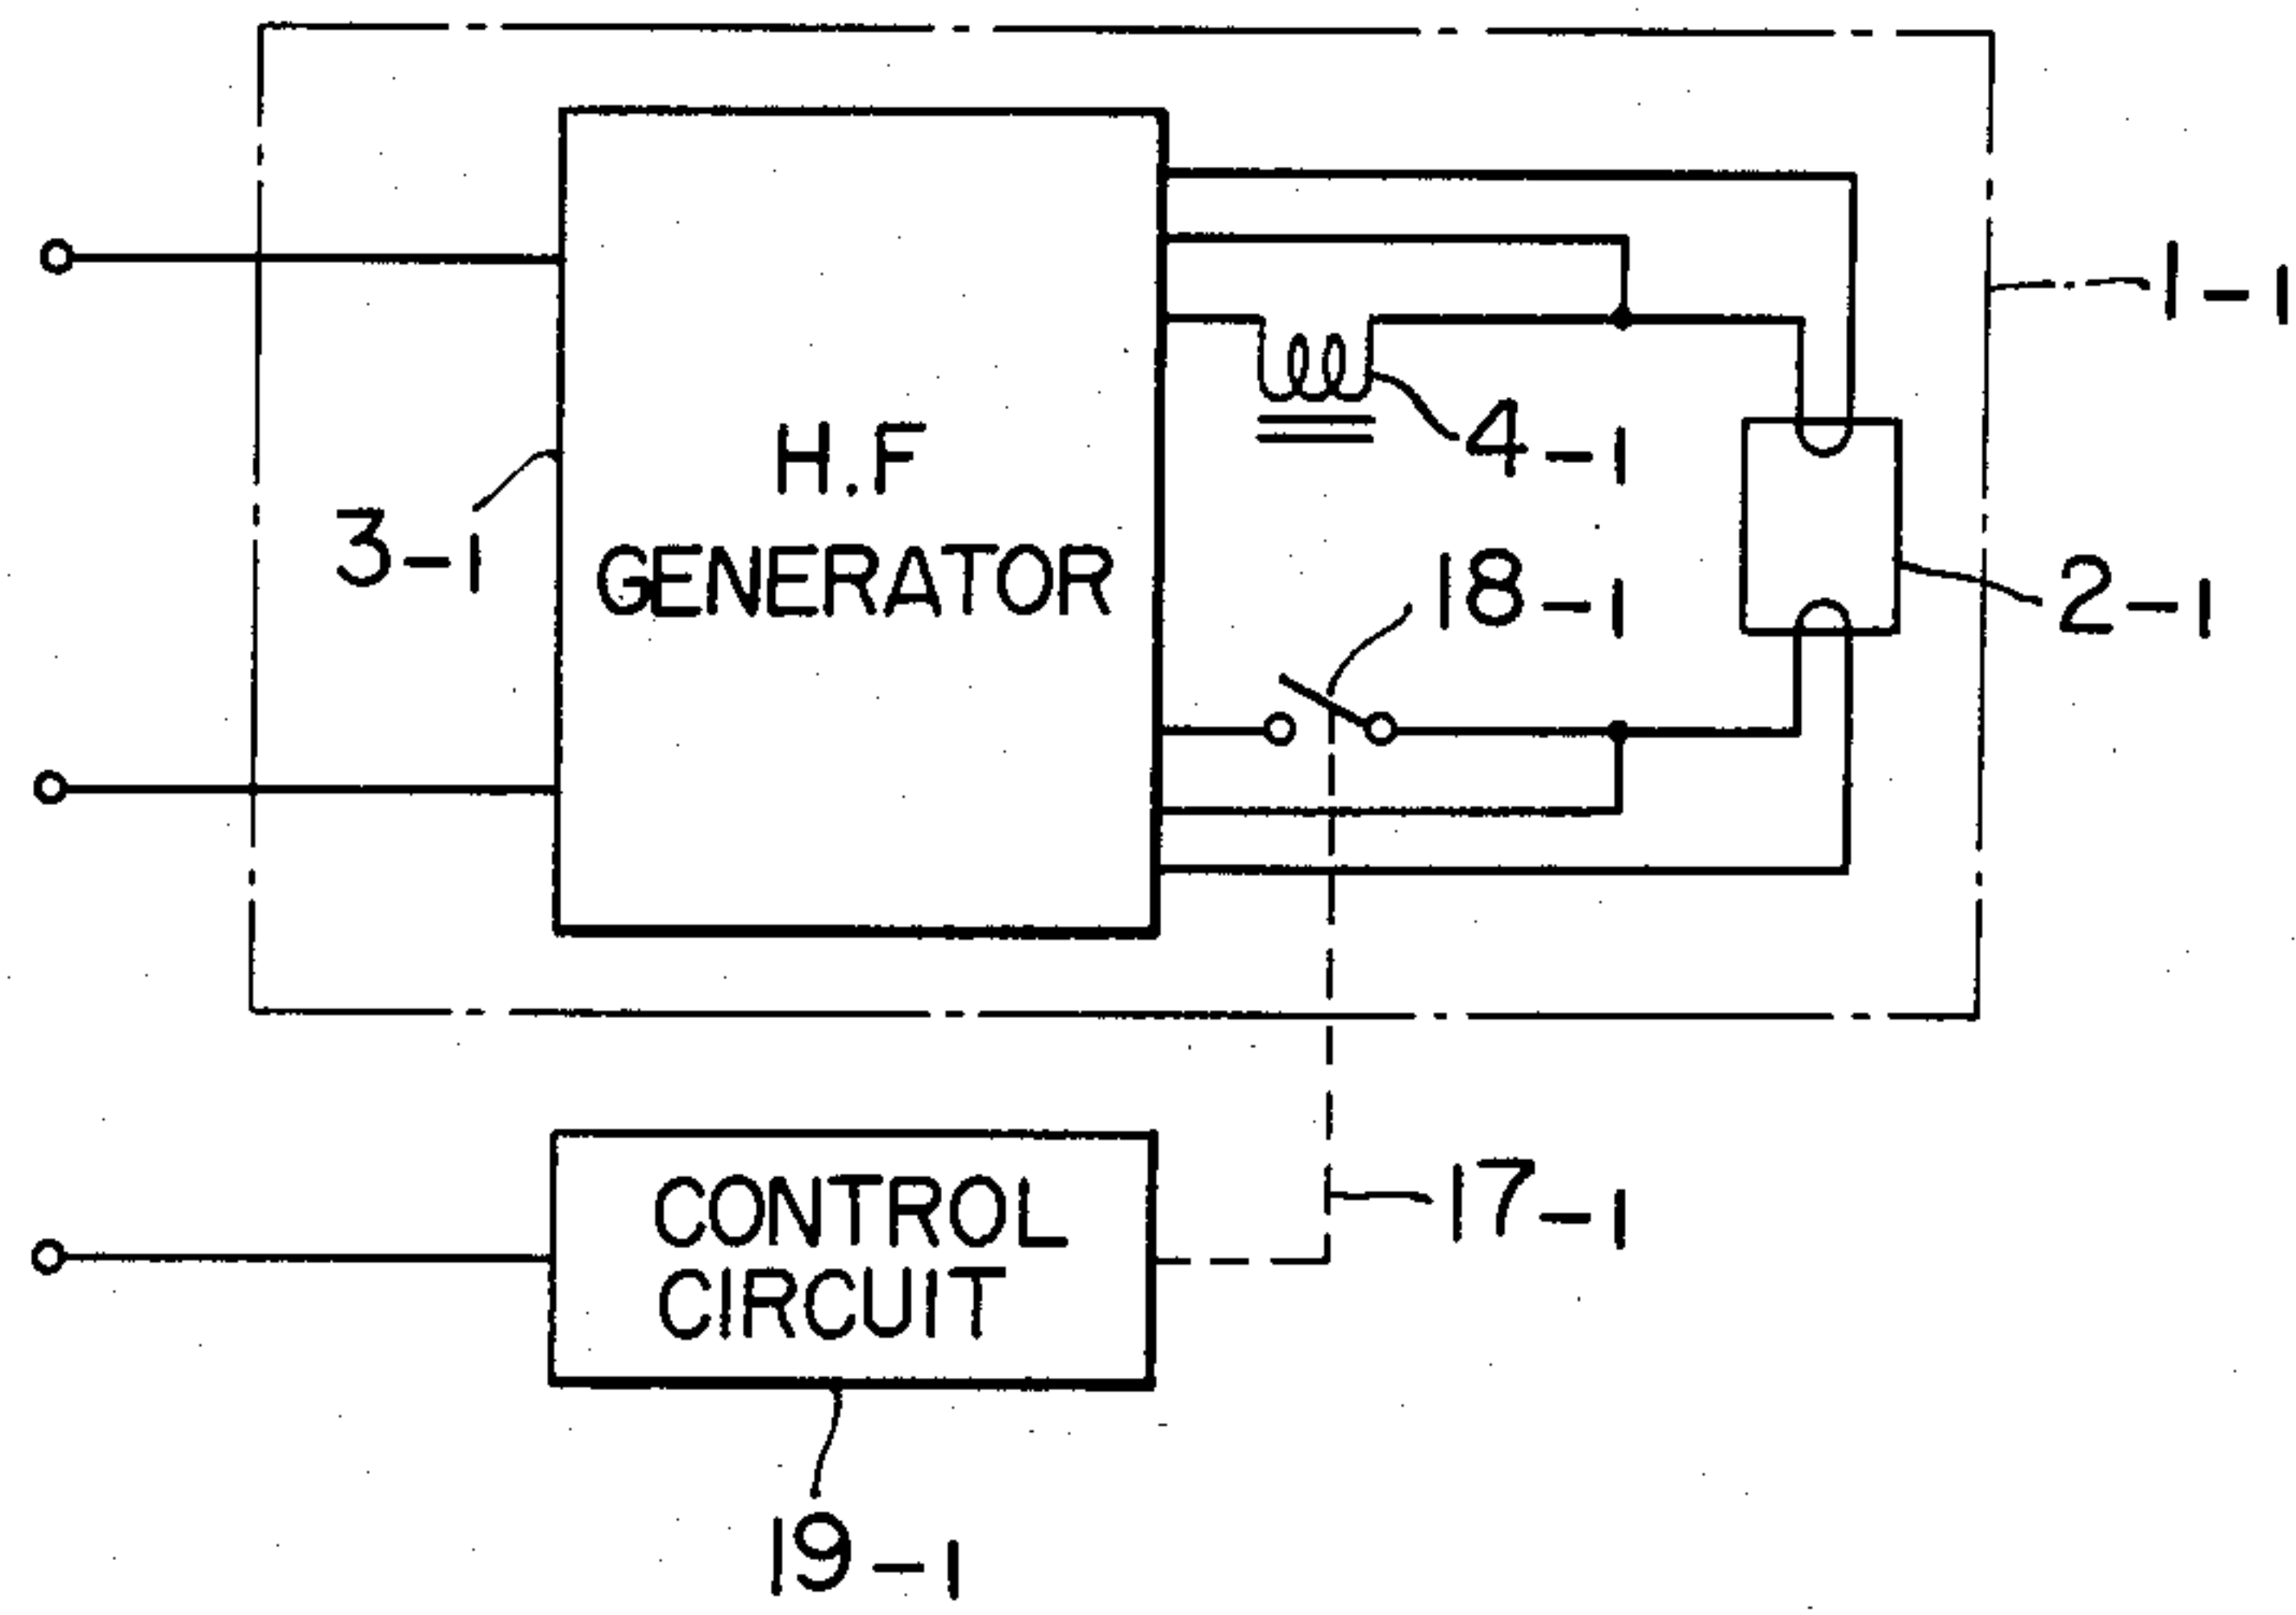 1-1
H.F
4-1
3-1
GENERATOR
18-1
2-1
CONTROL
17-1
CIRCUIT
19-1